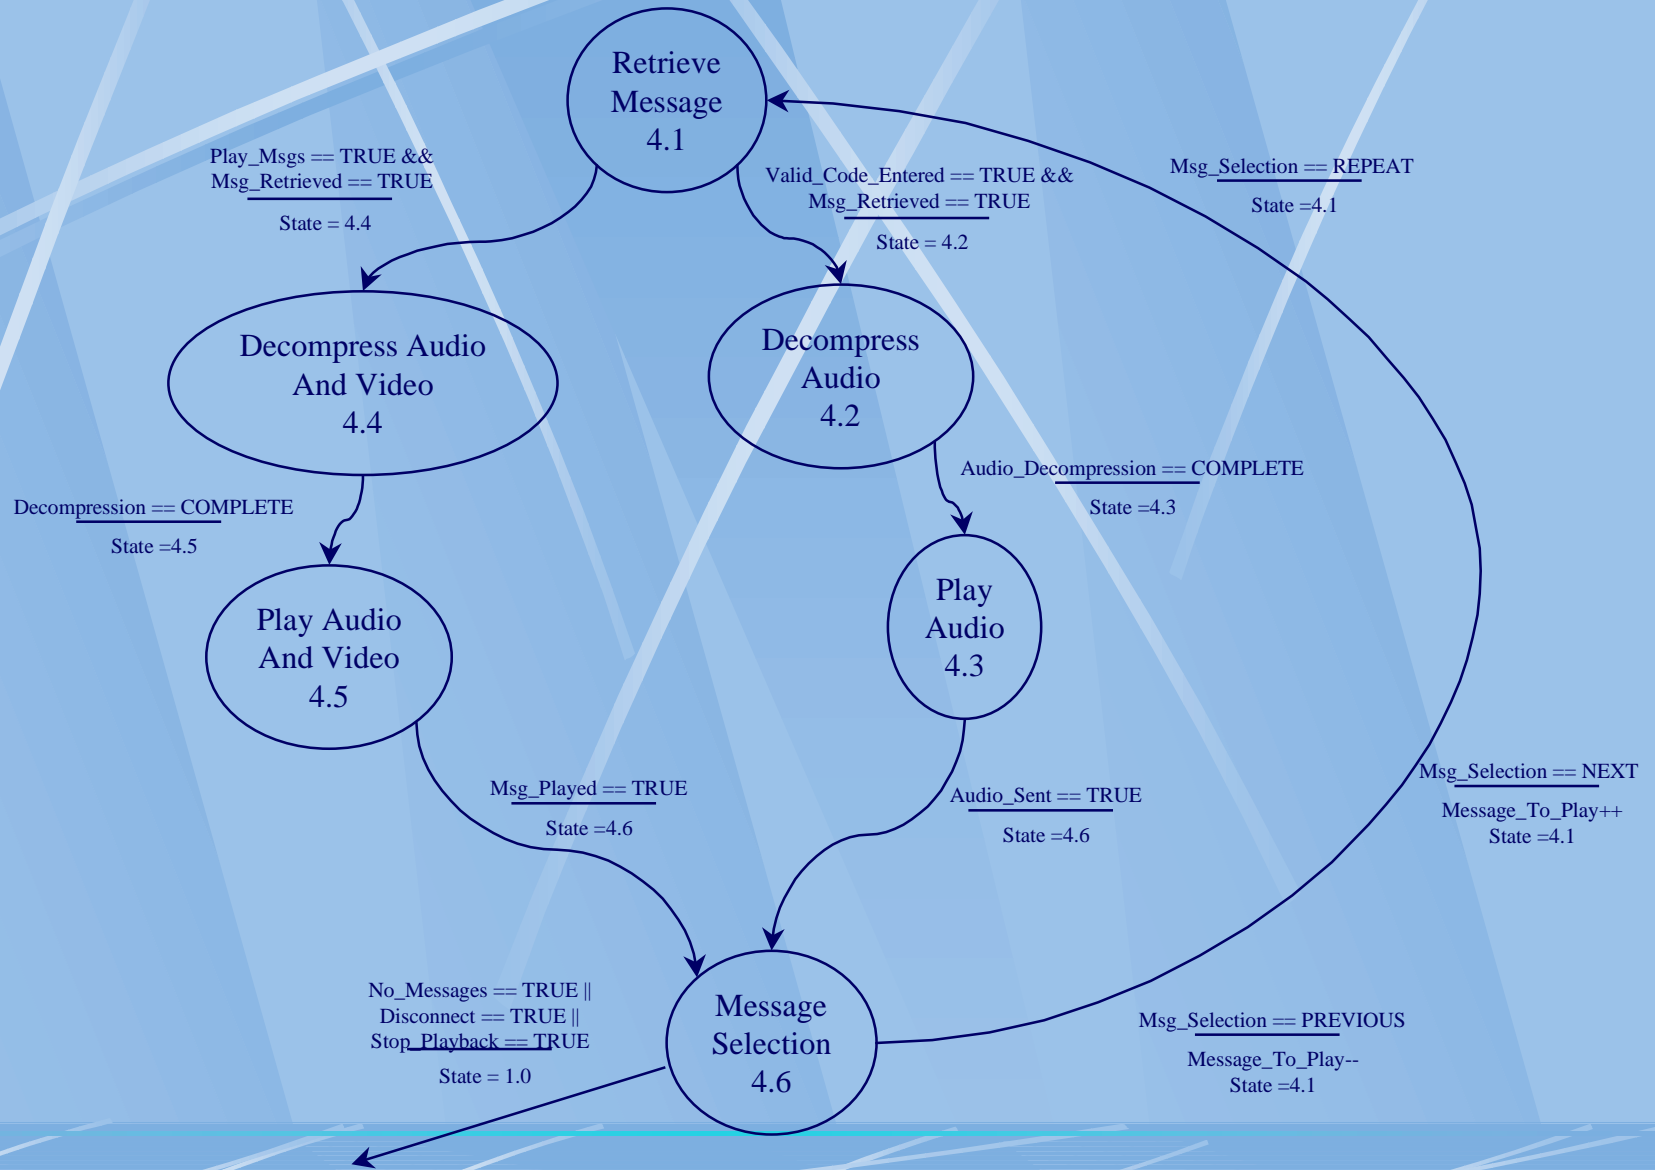 Retrieve
Message
4.1
Play_Msgs == TRUE &&
Msg_Retrieved == TRUE
State = 4.4
Valid_Code_Entered == TRUE &&
Msg_Retrieved == TRUE
State = 4.2
Msg_Selection == REPEAT
State =4.1
Decompress Audio
And Video
4.4
Decompress
Audio
4.2
Decompression == COMPLETE
State =4.5
Audio_Decompression == COMPLETE
State =4.3
Play Audio
And Video
4.5
Play
Audio
4.3
Msg_Played == TRUE
State =4.6
Audio_Sent == TRUE
State =4.6
Msg_Selection == NEXT
Message_To_Play++
State =4.1
No_Messages == TRUE ||
Disconnect == TRUE ||
Stop_Playback == TRUE
State = 1.0
Message
Selection
4.6
Msg_Selection == PREVIOUS
Message_To_Play--
State =4.1